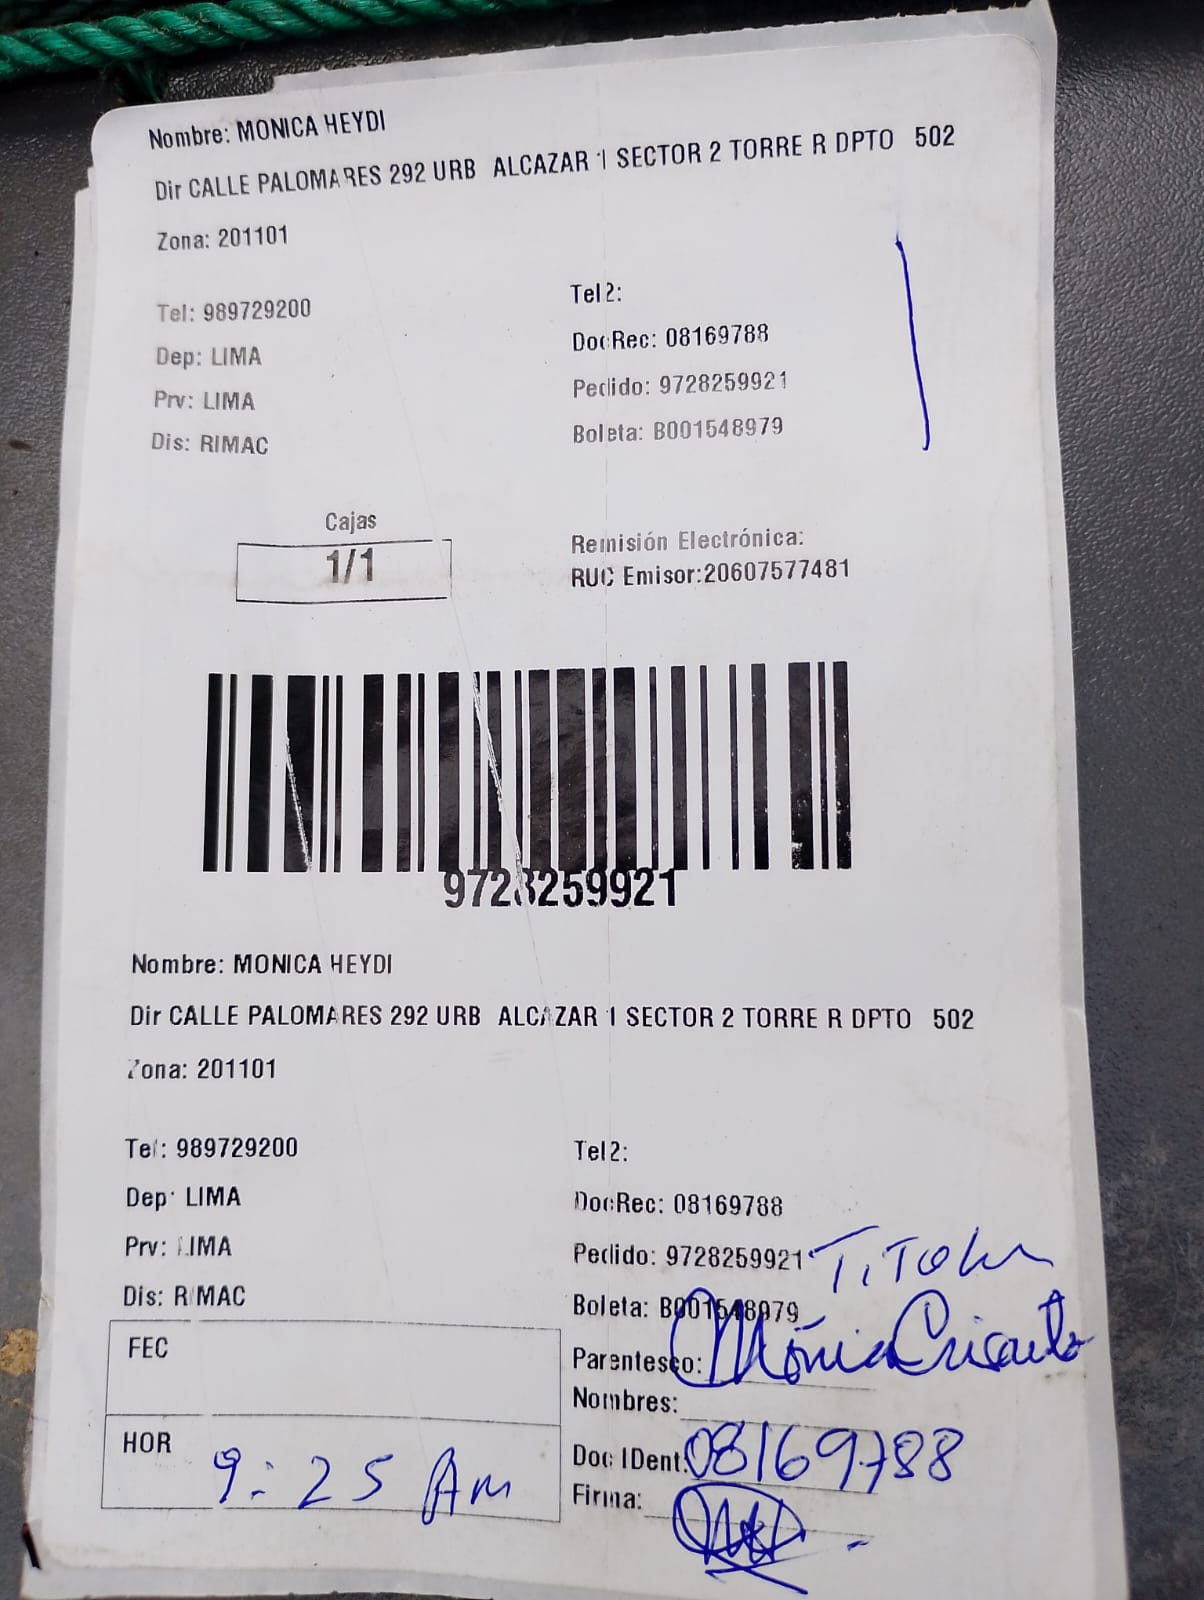 Nombre: MONICA HEYDI
Dir CALLE PALOMARES 292 URB ALCAZAR 1 SECTOR 2 TORRE R DPTO 502
Zona: 201101
Tel: 989729200
Dep: LIMA
Prv: LIMA
Dis: RIMAC
Tel2:
DocRec: 08169788
Pedido: 9728259921
Boleta: B001548979
Cajas
1/1
Remisión Electrónica:
RUC Emisor:20607577481
9728259921
Nombre: MONICA HEYDI
Dir CALLE PALOMARES 292 URB ALCAZAR 1 SECTOR 2 TORRE R DPTO 502
Zona: 201101
Tel: 989729200
Dep: LIMA
Prv: LIMA
Dis: RIMAC
Tel2:
DocRec: 08169788
Pedido: 9728259921 Titular
Boleta: B001548979
Parentesco: Mónica
Nombres:
Doc IDent: 08169788
Firma:
FEC
HOR 9:25 Am